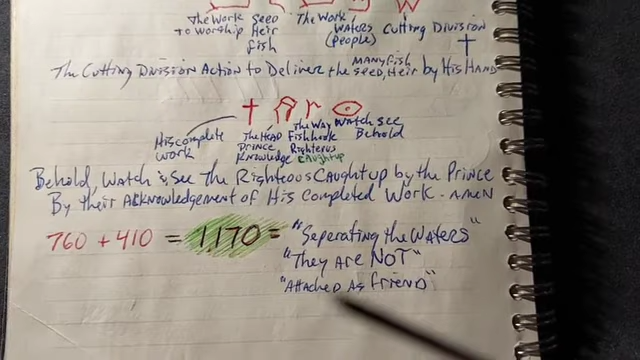 The Work Seed The Work
To Worship Heir Waters Cutting Division
Fish (People)
The Cutting Division Action to Deliver the Many Fish Seed, Heir by His Hand
His complete The Head The Way Watch See
Work Prince Fishhook Behold
Knowledge Righteous
Caught up
Behold, Watch & See The Righteous Caught up by the Prince
By their Acknowledgement of His Completed Work - Amen
760 + 410 = 1,170 = "Seperating the Waters"
"They are NOT"
"Attached As friend"